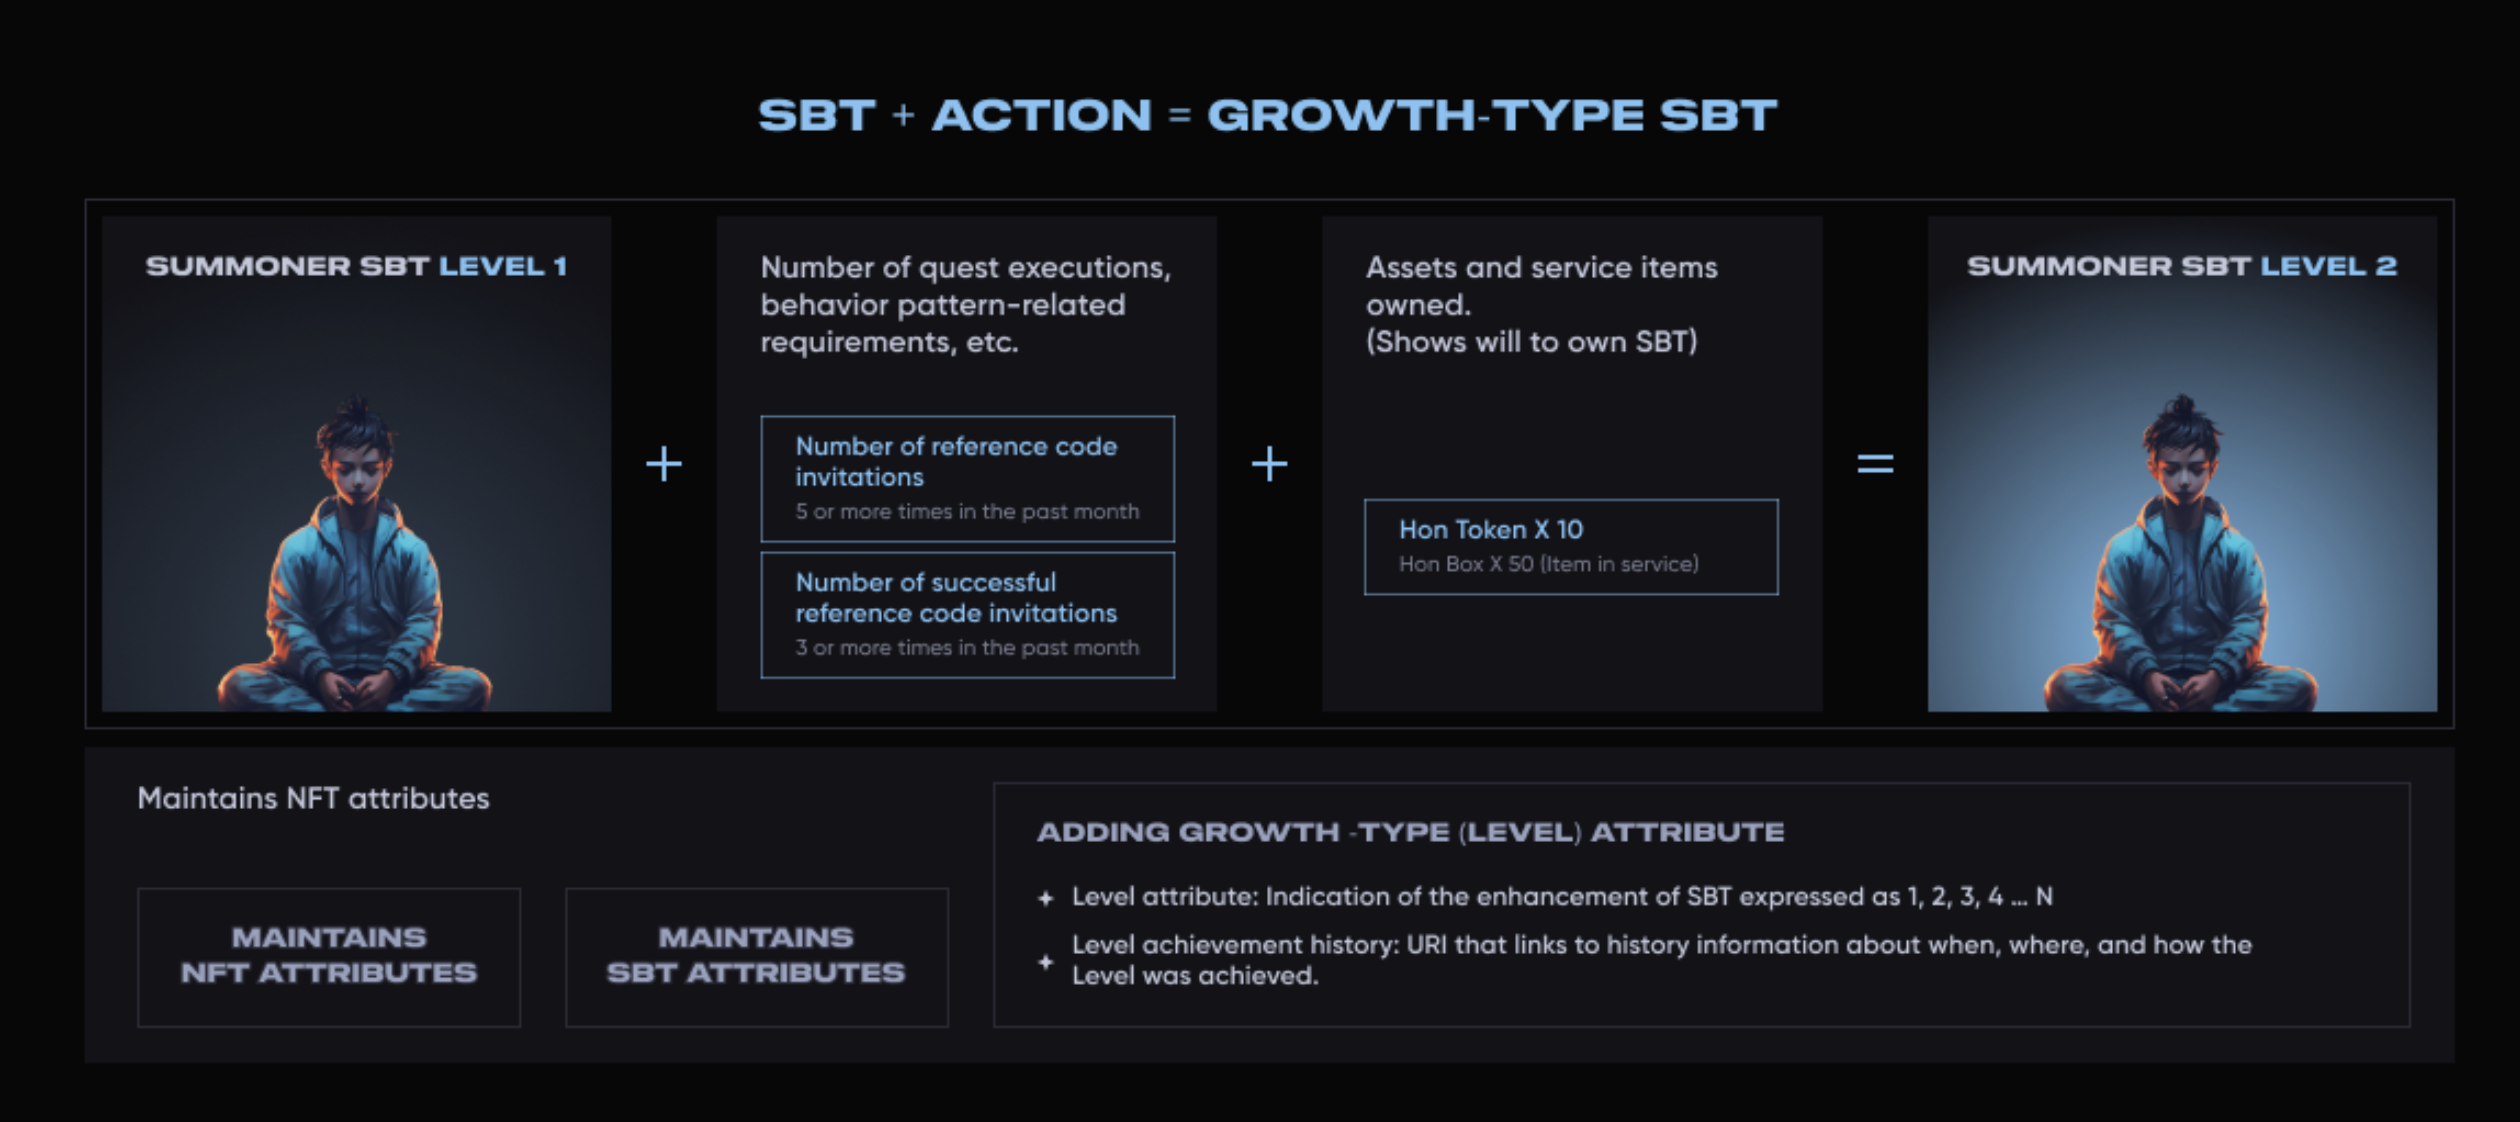 SBT + ACTION = GROWTH-TYPE SBT
SUMMONER SBT LEVEL 1
+
Number of quest executions,
behavior pattern-related
requirements, etc.
Number of reference code
invitations
5 or more times in the past month
Number of successful
reference code invitations
3 or more times in the past month
+
Assets and service items
owned.
(Shows will to own SBT)
Hon Token X 10
Hon Box X 50 (Item in service)
=
SUMMONER SBT LEVEL 2
Maintains NFT attributes
MAINTAINS
NFT ATTRIBUTES
MAINTAINS
SBT ATTRIBUTES
ADDING GROWTH -TYPE (LEVEL) ATTRIBUTE
Level attribute: Indication of the enhancement of SBT expressed as 1, 2, 3, 4 ... N
Level achievement history: URI that links to history information about when, where, and how the
Level was achieved.